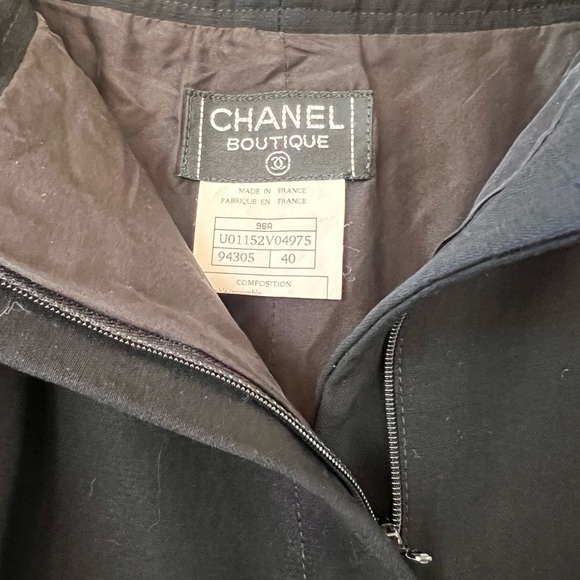 CHANEL
BOUTIQUE
MADE IN FRANCE
FABRIQUE EN FRANCE
96A
U01152V04975
94305 40
COMPOSITION